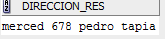 DIRECCION_RES
merced 678 pedro tapia